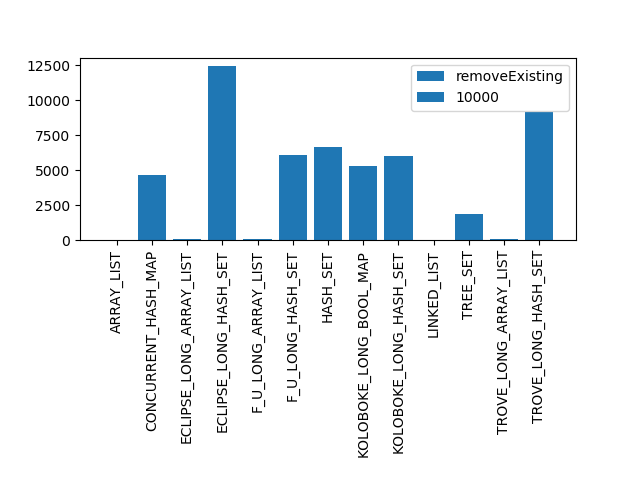 12500
10000
7500
5000
2500
0
removeExisting
10000
ARRAY_LIST
CONCURRENT_HASH_MAP
ECLIPSE_LONG_ARRAY_LIST
ECLIPSE_LONG_HASH_SET
F_U_LONG_ARRAY_LIST
F_U_LONG_HASH_SET
HASH_SET
KOLOBOKE_LONG_BOOL_MAP
KOLOBOKE_LONG_HASH_SET
LINKED_LIST
TREE_SET
TROVE_LONG_ARRAY_LIST
TROVE_LONG_HASH_SET